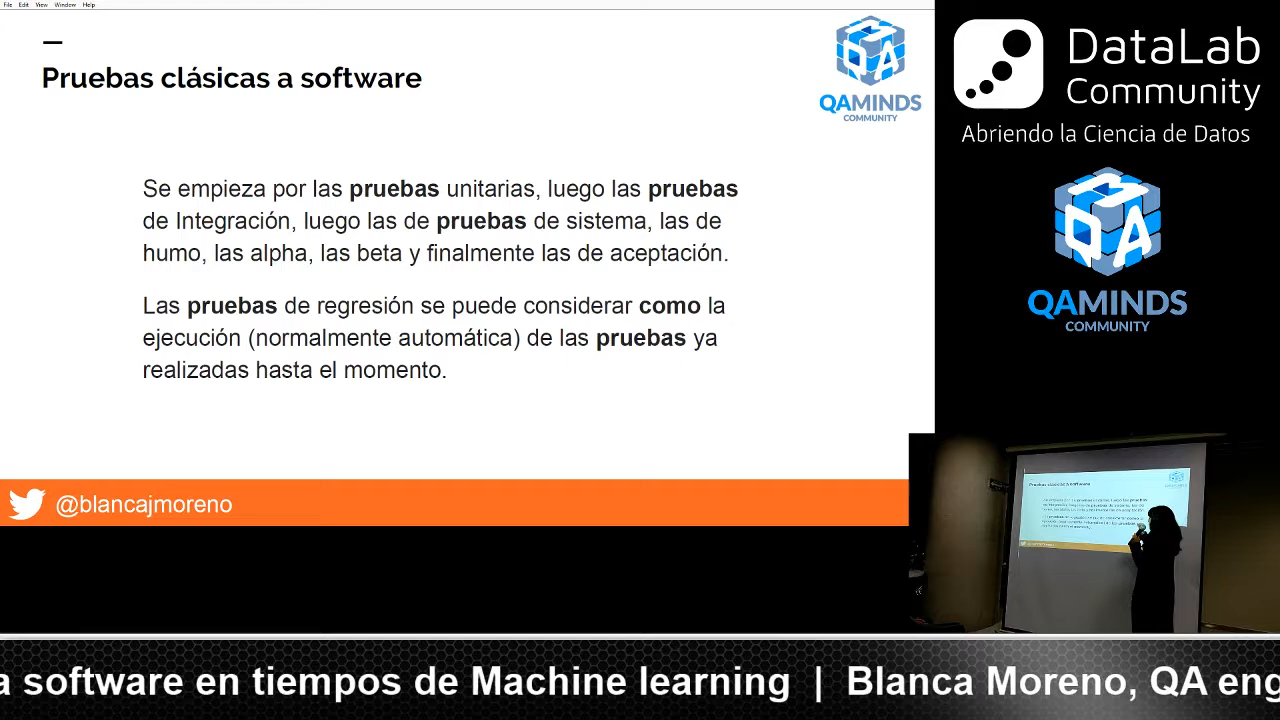 File Edit View Window Help
Pruebas clásicas a software
QAMINDS
COMMUNITY
Se empieza por las pruebas unitarias, luego las pruebas
de Integración, luego las de pruebas de sistema, las de
humo, las alpha, las beta y finalmente las de aceptación.
Las pruebas de regresión se puede considerar como la
ejecución (normalmente automática) de las pruebas ya
realizadas hasta el momento.
@blancajmoreno
DataLab
Community
Abriendo la Ciencia de Datos
QA
QAMINDS
COMMUNITY
Pruebas clásicas a software
a software en tiempos de Machine learning | Blanca Moreno, QA eng